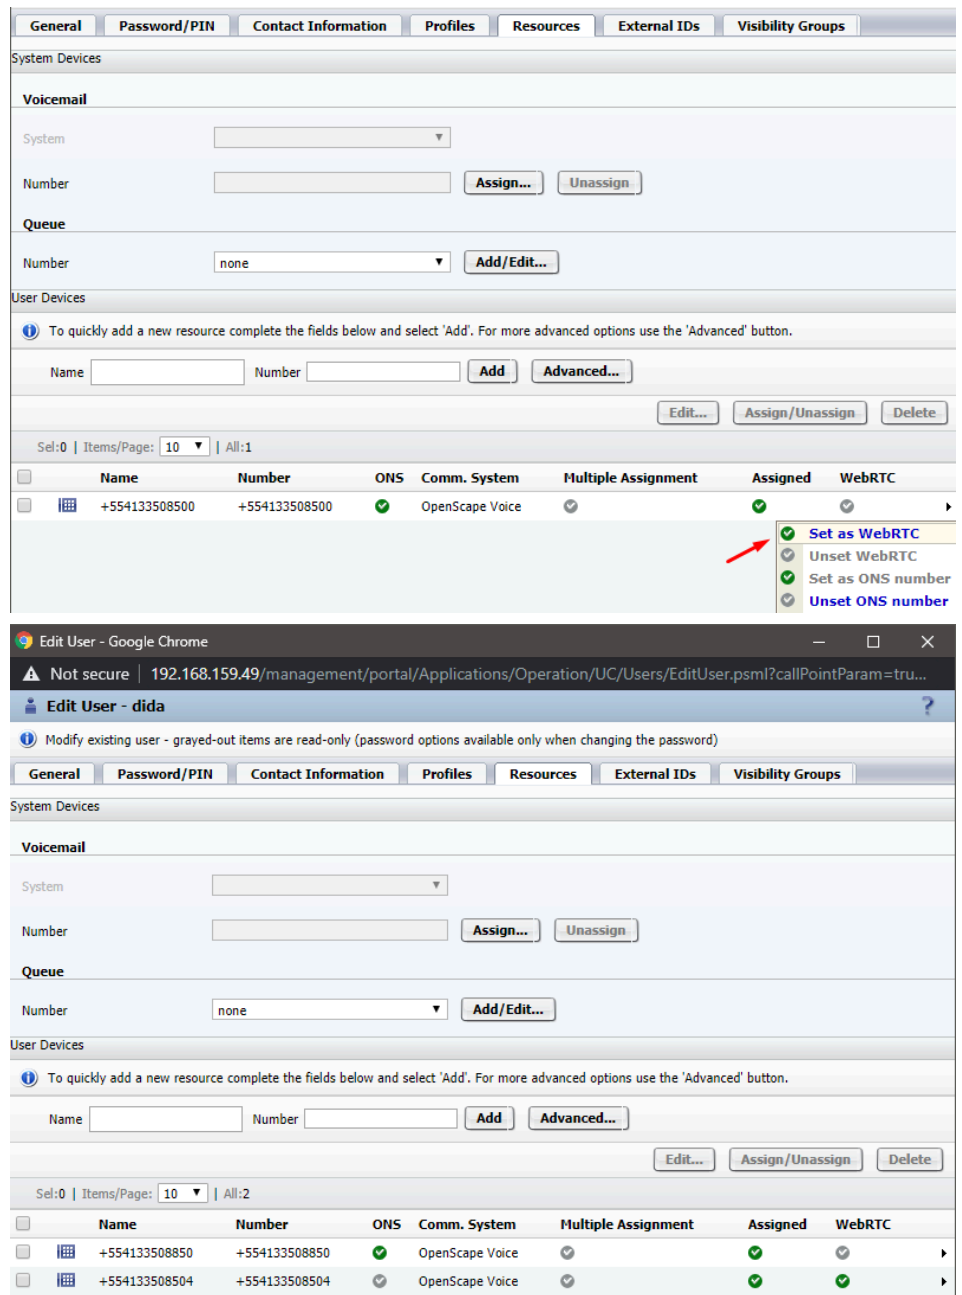 General Password/PIN Contact Information Profiles Resources External IDs Visibility Groups
System Devices
Voicemail
System
Number Assign... Unassign
Queue
Number none Add/Edit...
User Devices
To quickly add a new resource complete the fields below and select 'Add'. For more advanced options use the 'Advanced' button.
Name Number Add Advanced...
Edit... Assign/Unassign Delete
Sel:0 | Items/Page: 10 | All:1
Name Number ONS Comm. System Multiple Assignment Assigned WebRTC
+554133508500 +554133508500 OpenScape Voice
Set as WebRTC
Unset WebRTC
Set as ONS number
Unset ONS number
Edit User - Google Chrome
Not secure | 192.168.159.49/management/portal/Applications/Operation/UC/Users/EditUser.psml?callPointParam=tru...
Edit User - dida ?
Modify existing user - grayed-out items are read-only (password options available only when changing the password)
General Password/PIN Contact Information Profiles Resources External IDs Visibility Groups
System Devices
Voicemail
System
Number Assign... Unassign
Queue
Number none Add/Edit...
User Devices
To quickly add a new resource complete the fields below and select 'Add'. For more advanced options use the 'Advanced' button.
Name Number Add Advanced...
Edit... Assign/Unassign Delete
Sel:0 | Items/Page: 10 | All:2
Name Number ONS Comm. System Multiple Assignment Assigned WebRTC
+554133508850 +554133508850 OpenScape Voice
+554133508504 +554133508504 OpenScape Voice